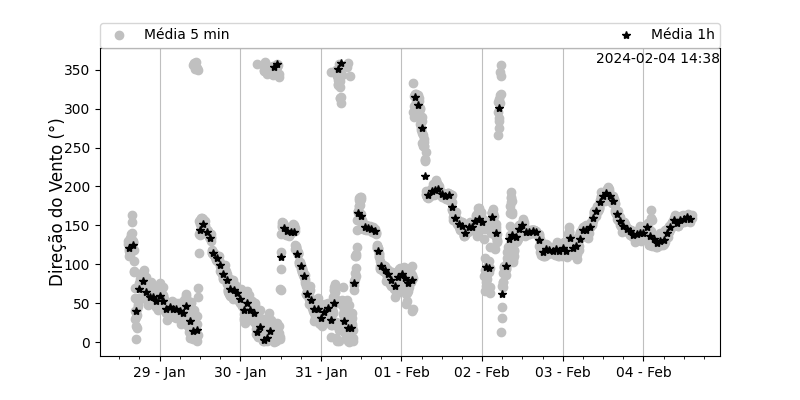 Média 5 min
Média 1h
2024-02-04 14:38
Direção do Vento (°)
350
300
250
200
150
100
50
0
29 - Jan
30 - Jan
31 - Jan
01 - Feb
02 - Feb
03 - Feb
04 - Feb